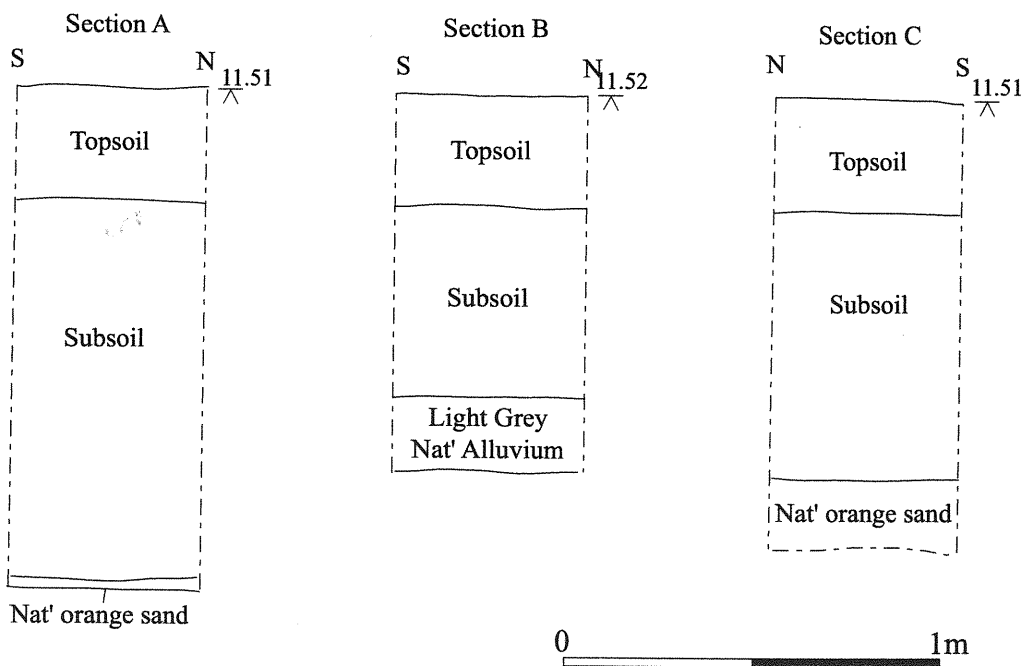 Section A
S
N
11.51
Topsoil
Subsoil
Nat' orange sand
Section B
S
N
11.52
Topsoil
Subsoil
Light Grey
Nat' Alluvium
Section C
N
S
11.51
Topsoil
Subsoil
Nat' orange sand
0
1m